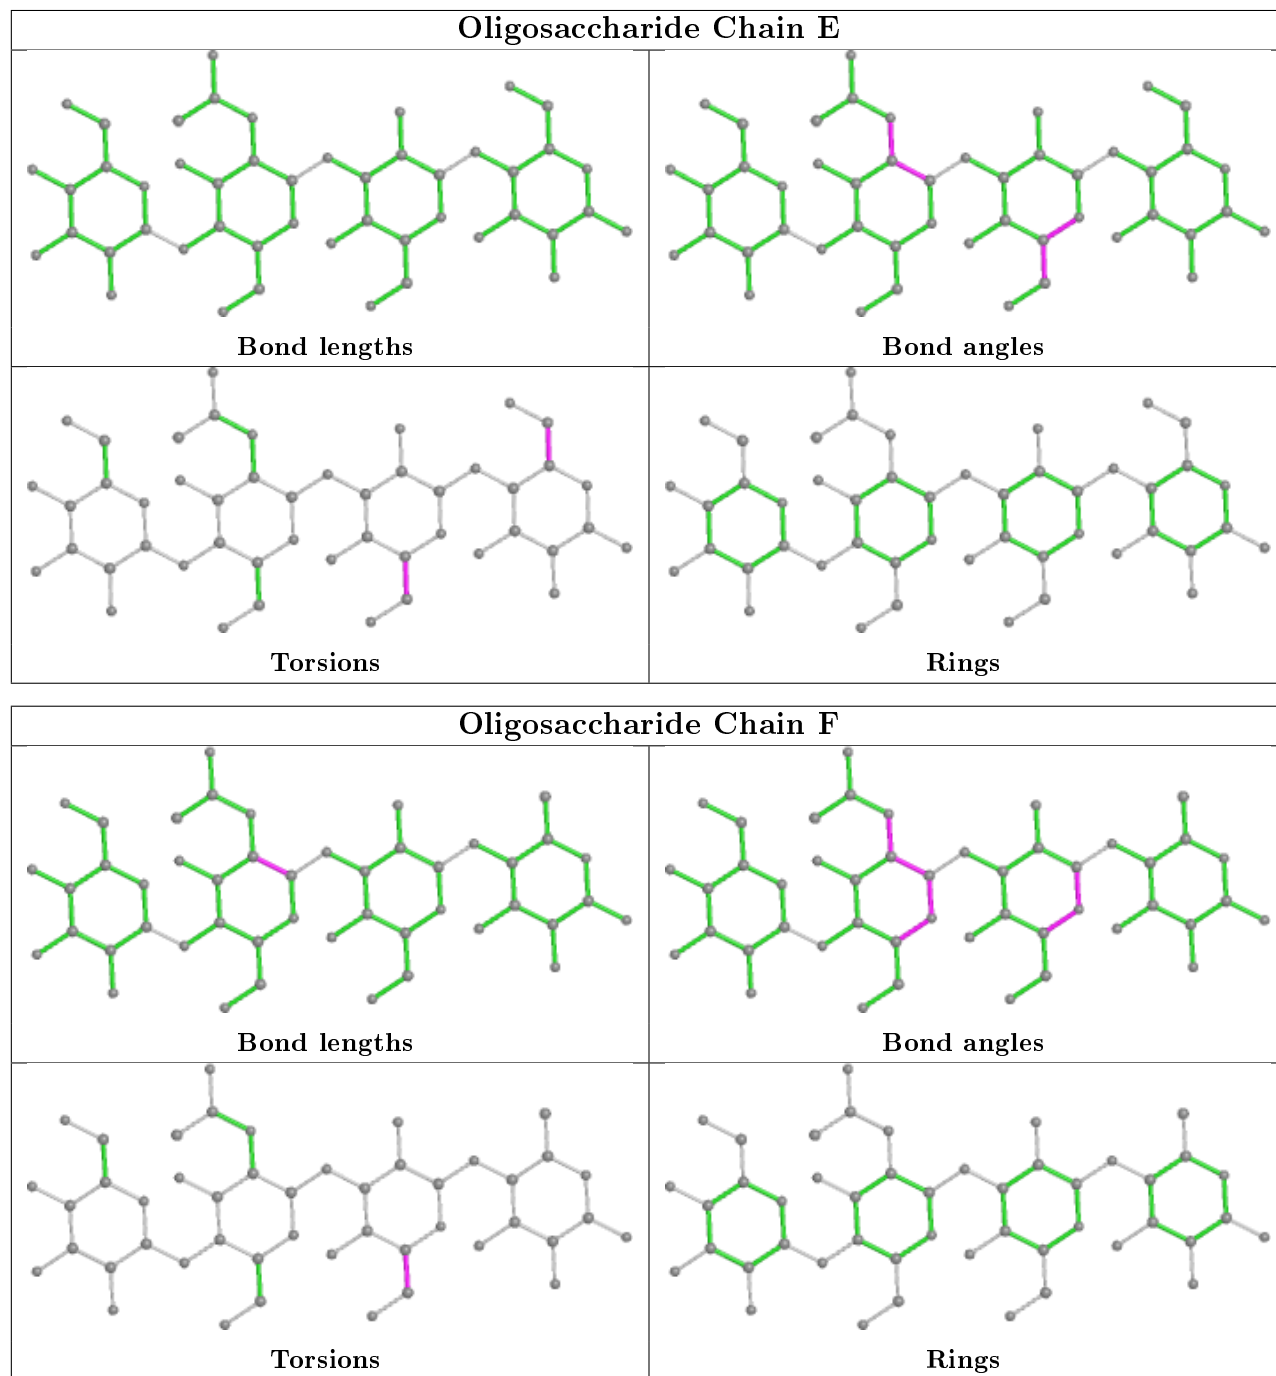 Oligosaccharide Chain E
Bond lengths
Bond angles
Torsions
Rings
Oligosaccharide Chain F
Bond lengths
Bond angles
Torsions
Rings